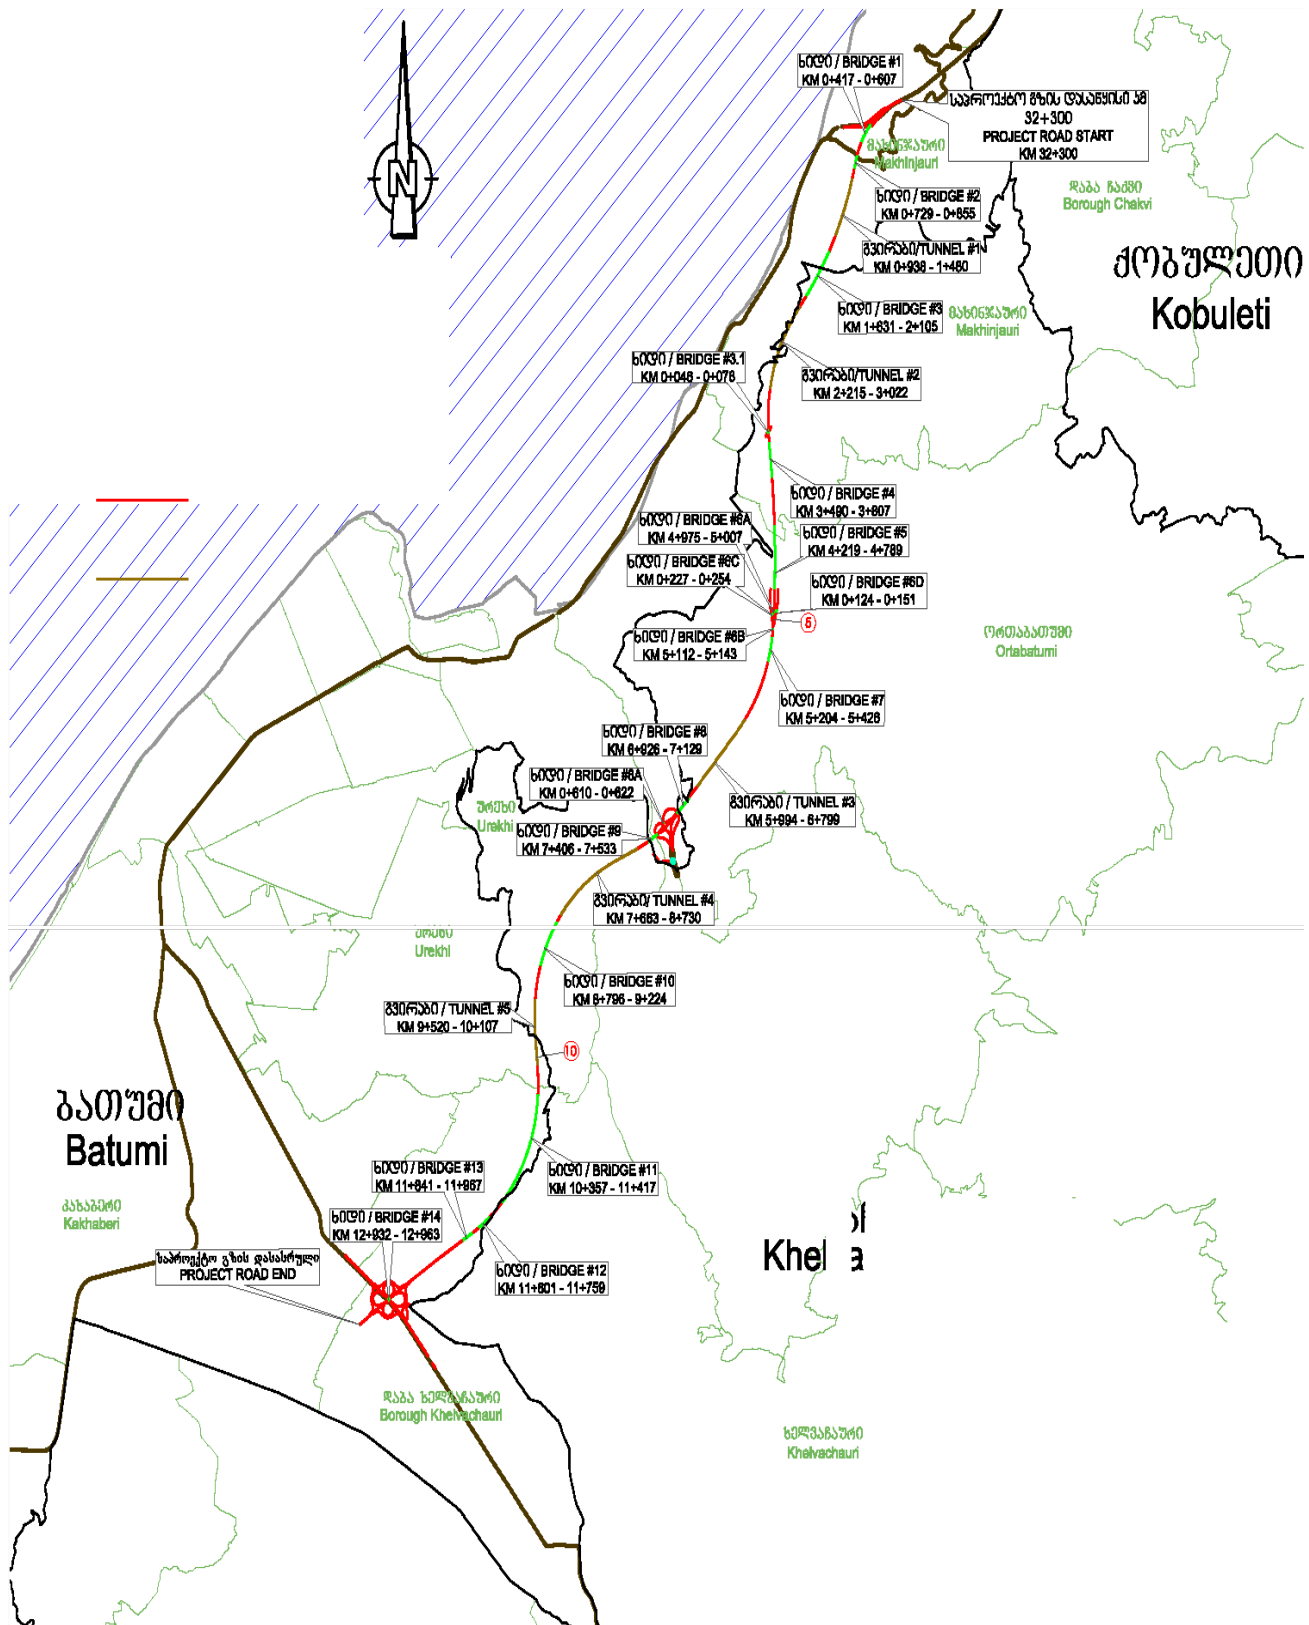 ხიდი / BRIDGE #1
KM 0+417 - 0+607
საპროექტო გზის დასაწყისი კმ
32+300
PROJECT ROAD START
KM 32+300
მახინჯაური
Makhinjauri
დაბა ჩაქვი
Borough Chakvi
ხიდი / BRIDGE #2
KM 0+729 - 0+855
გვირაბი/TUNNEL #1N
KM 0+938 - 1+480
ქობულეთი
Kobuleti
ხიდი / BRIDGE #3
KM 1+631 - 2+105
მახინჯაური
Makhinjauri
ხიდი / BRIDGE #3.1
KM 0+048 - 0+078
გვირაბი/TUNNEL #2
KM 2+215 - 3+022
ხიდი / BRIDGE #4
KM 3+490 - 3+807
ხიდი / BRIDGE #6A
KM 4+975 - 5+007
ხიდი / BRIDGE #5
KM 4+219 - 4+789
ხიდი / BRIDGE #6C
KM 0+227 - 0+254
ხიდი / BRIDGE #6D
KM 0+124 - 0+151
5
ხიდი / BRIDGE #6B
KM 5+112 - 5+143
ორთაბათუმი
Ortabatumi
ხიდი / BRIDGE #7
KM 5+204 - 5+426
ხიდი / BRIDGE #8
KM 6+926 - 7+129
ხიდი / BRIDGE #8A
KM 0+610 - 0+622
გვირაბი / TUNNEL #3
KM 5+994 - 6+799
ურეხი
Urekhi
ხიდი / BRIDGE #9
KM 7+406 - 7+533
გვირაბი/ TUNNEL #4
KM 7+663 - 8+730
ურეხი
Urekhi
ხიდი / BRIDGE #10
KM 8+796 - 9+224
გვირაბი / TUNNEL #5
KM 9+520 - 10+107
10
ბათუმი
Batumi
ხიდი / BRIDGE #13
KM 11+841 - 11+967
ხიდი / BRIDGE #11
KM 10+357 - 11+417
კახაბერი
Kakhaberi
ხიდი / BRIDGE #14
KM 12+932 - 12+963
Khel
საპროექტო გზის დასასრული
PROJECT ROAD END
ხიდი / BRIDGE #12
KM 11+601 - 11+759
დაბა ხელვაჩაური
Borough Khelvachauri
ხელვაჩაური
Khelvachauri